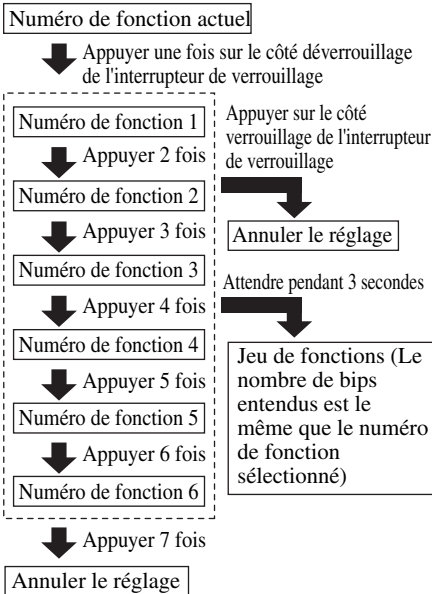 Numéro de fonction actuel
Appuyer une fois sur le côté déverrouillage
de l'interrupteur de verrouillage
Numéro de fonction 1
Appuyer 2 fois
Numéro de fonction 2
Appuyer 3 fois
Numéro de fonction 3
Appuyer 4 fois
Numéro de fonction 4
Appuyer 5 fois
Numéro de fonction 5
Appuyer 6 fois
Numéro de fonction 6
Appuyer 7 fois
Annuler le réglage
Appuyer sur le côté
verrouillage de l'interrupteur
de verrouillage
Annuler le réglage
Attendre pendant 3 secondes
Jeu de fonctions (Le
nombre de bips
entendus est le
même que le numéro
de fonction
sélectionné)